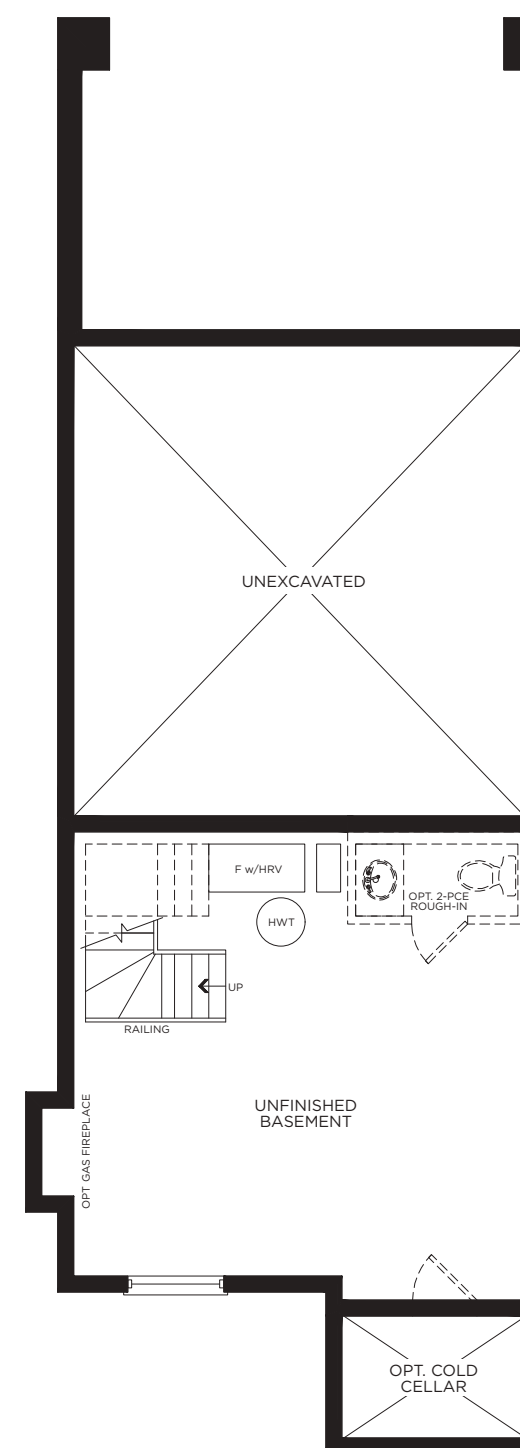 UNEXCAVATED
F w/HRV
OPT. 2-PCE
ROUGH-IN
HWT
UP
RAILING
OPT GAS FIREPLACE
UNFINISHED
BASEMENT
OPT. COLD
CELLAR